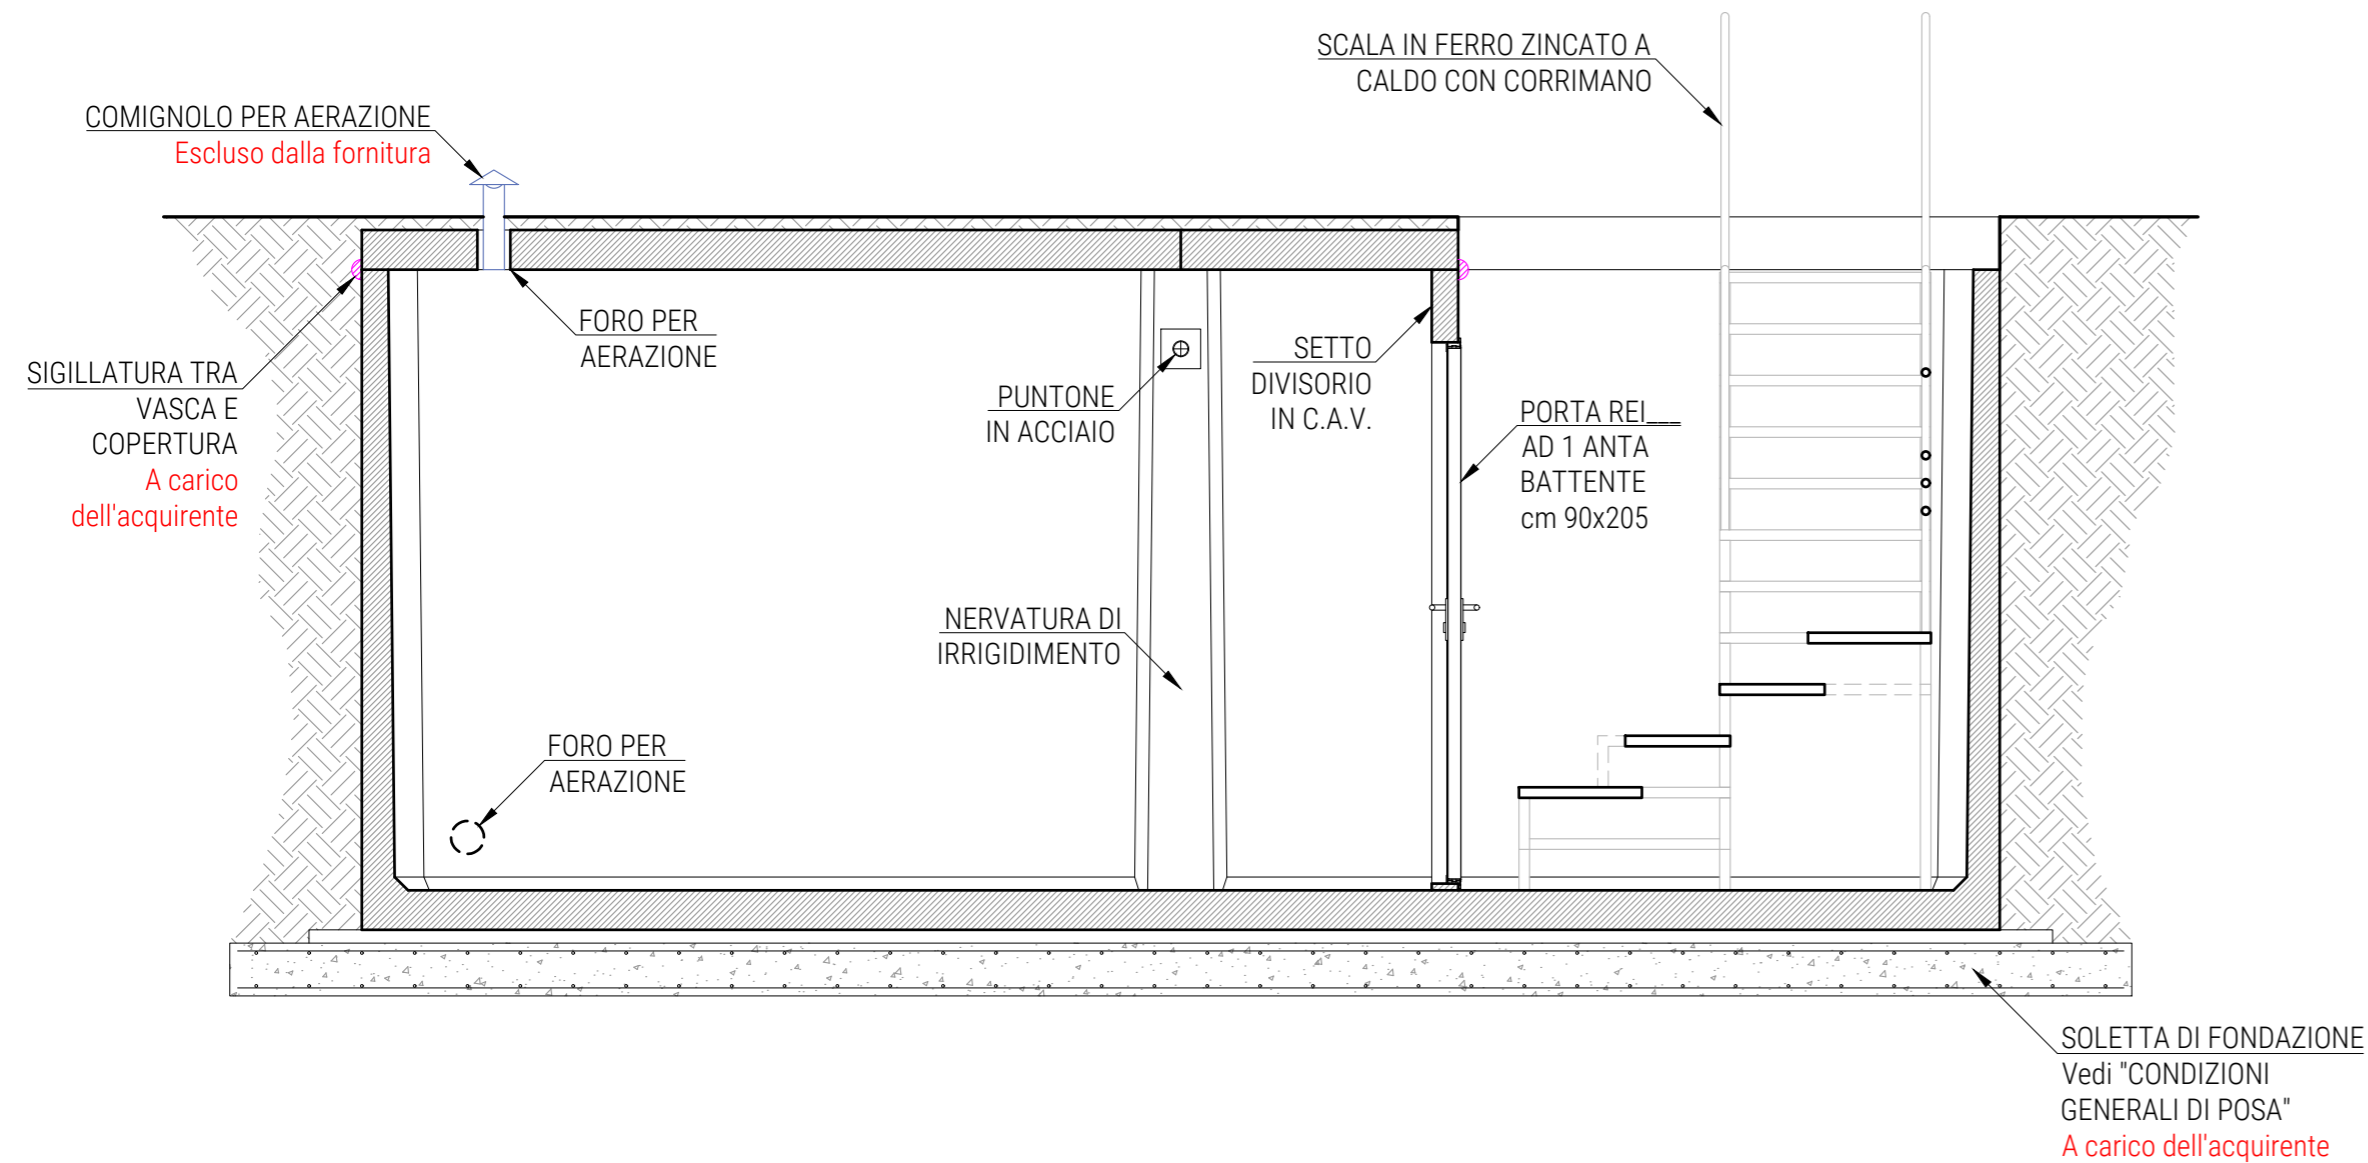 SCALA IN FERRO ZINCATO A
CALDO CON CORRIMANO
COMIGNOLO PER AERAZIONE
Escluso dalla fornitura
FORO PER
AERAZIONE
SIGILLATURA TRA
VASCA E
COPERTURA
A carico
dell'acquirente
PUNTONE
IN ACCIAIO
SETTO
DIVISORIO
IN C.A.V.
PORTA REI___
AD 1 ANTA
BATTENTE
cm 90x205
NERVATURA DI
IRRIGIDIMENTO
FORO PER
AERAZIONE
SOLETTA DI FONDAZIONE
Vedi "CONDIZIONI
GENERALI DI POSA"
A carico dell'acquirente